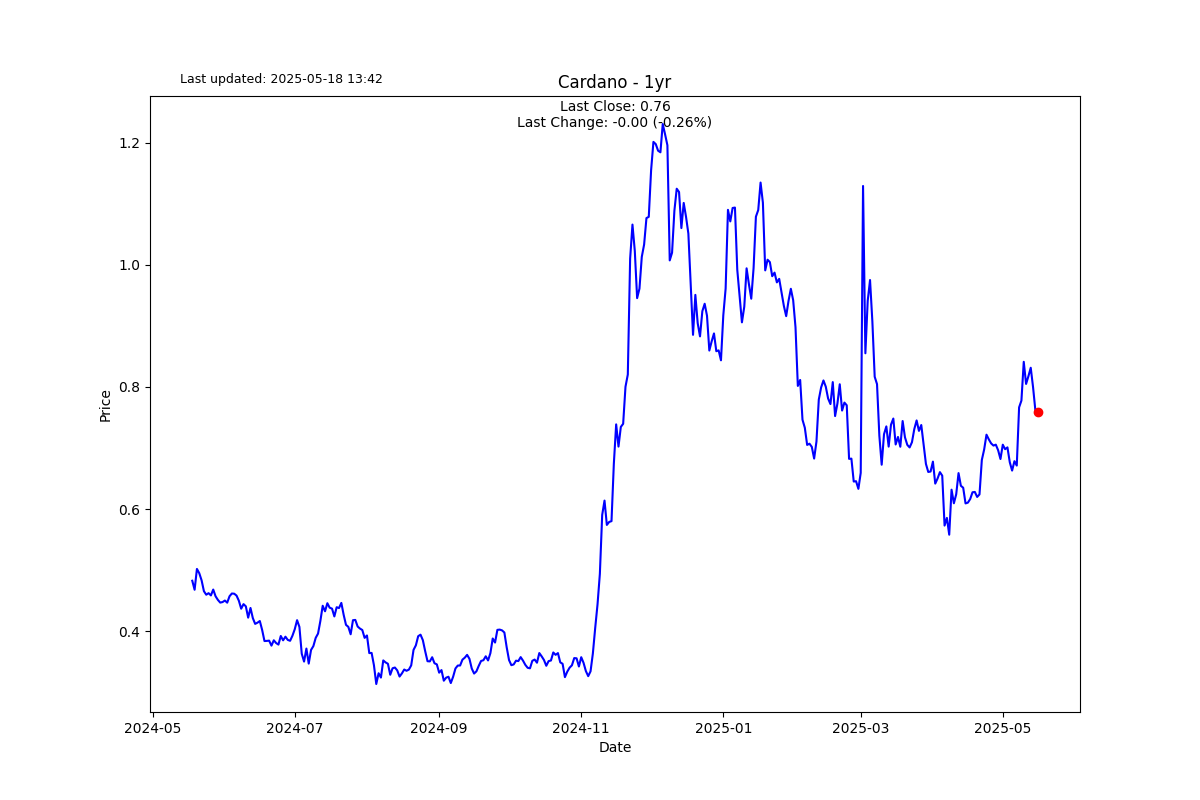 Last updated: 2025-05-18 13:42
Cardano - 1yr
Last Close: 0.76
Last Change: -0.00 (-0.26%)
1.2
1.0
0.8
0.6
0.4
Price
2024-05
2024-07
2024-09
2024-11
2025-01
2025-03
2025-05
Date